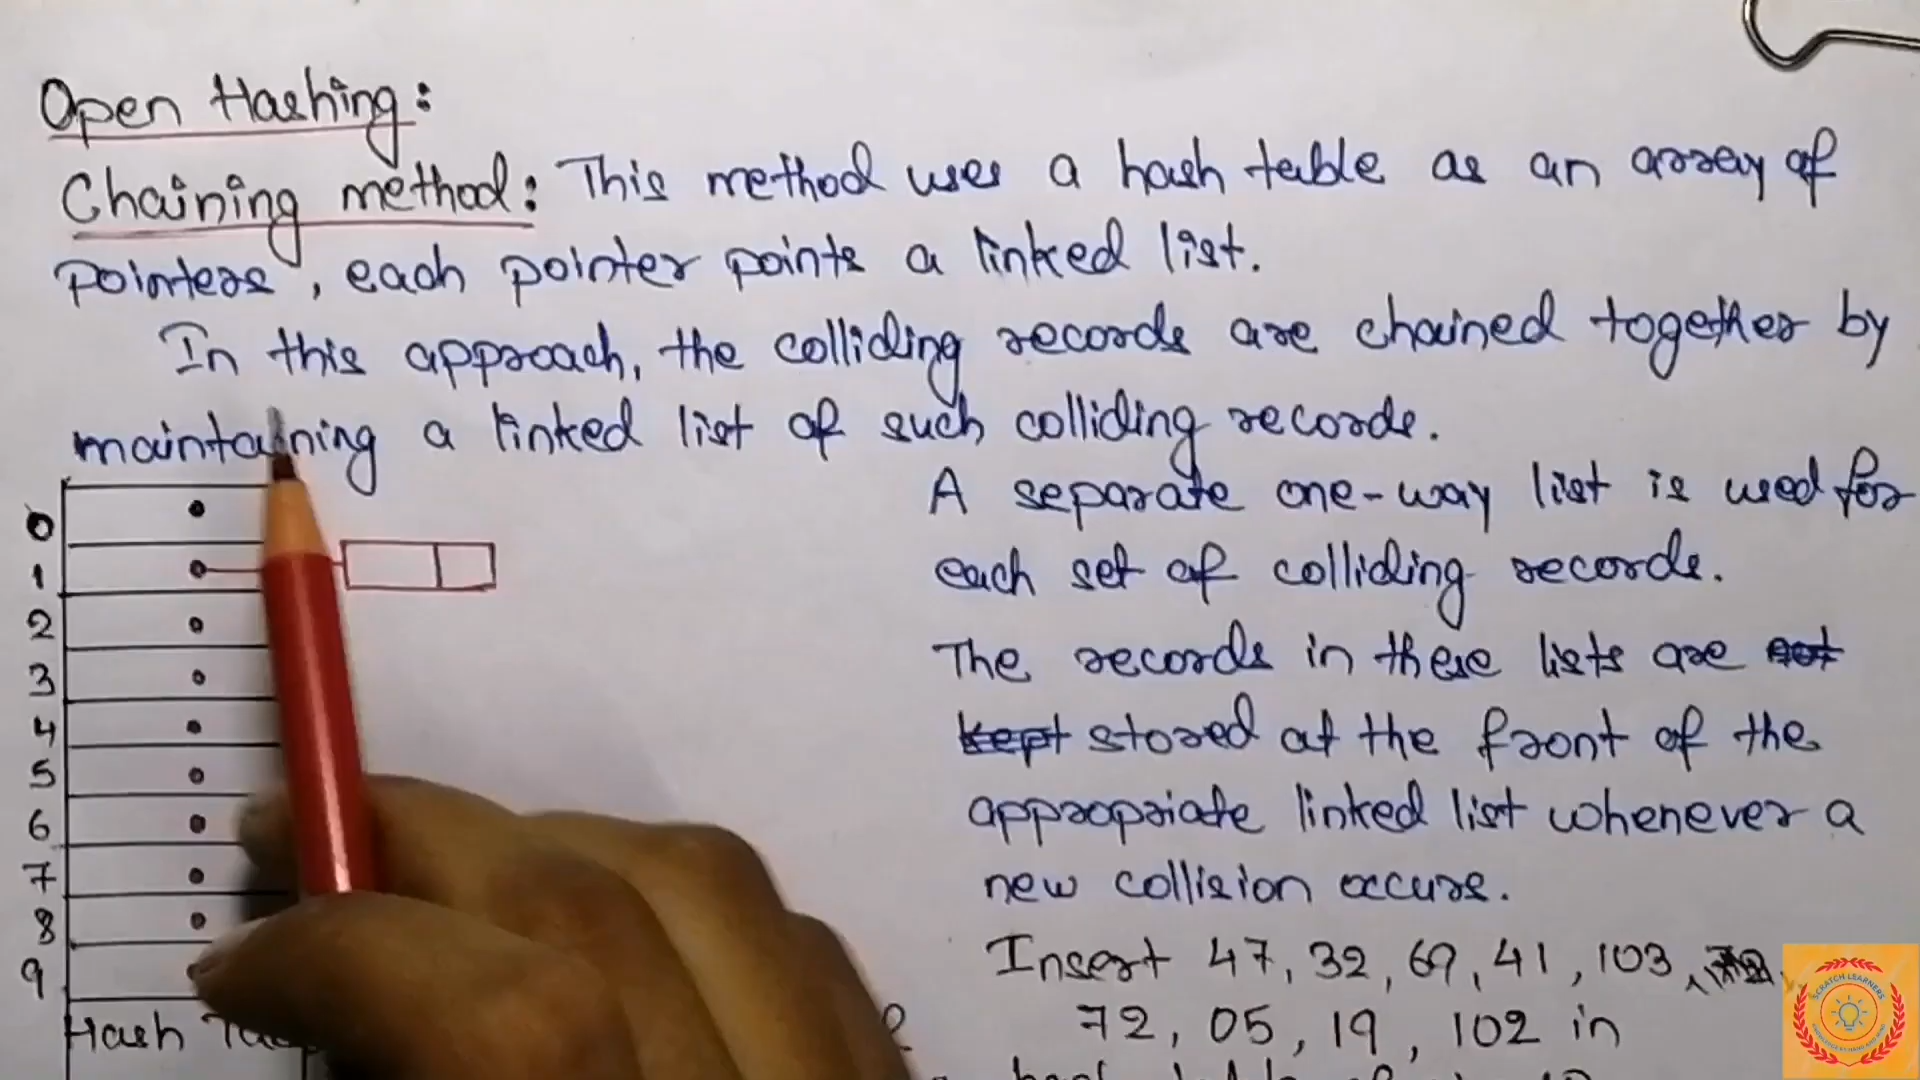 Open Hashing:
Chaining method: This method uses a hash table as an array of
pointers, each pointer points a linked list.
In this approach, the colliding records are chained together by
maintaining a linked list of such colliding records.
A separate one-way list is used for
each set of colliding records.
The records in these lists are not
kept stored at the front of the
appropriate linked list whenever a
new collision occurs.
Insert 47, 32, 69, 41, 103,
72, 05, 19, 102 in
0
1
2
3
4
5
6
7
8
9
Hash
SCRATCH LEARNERS